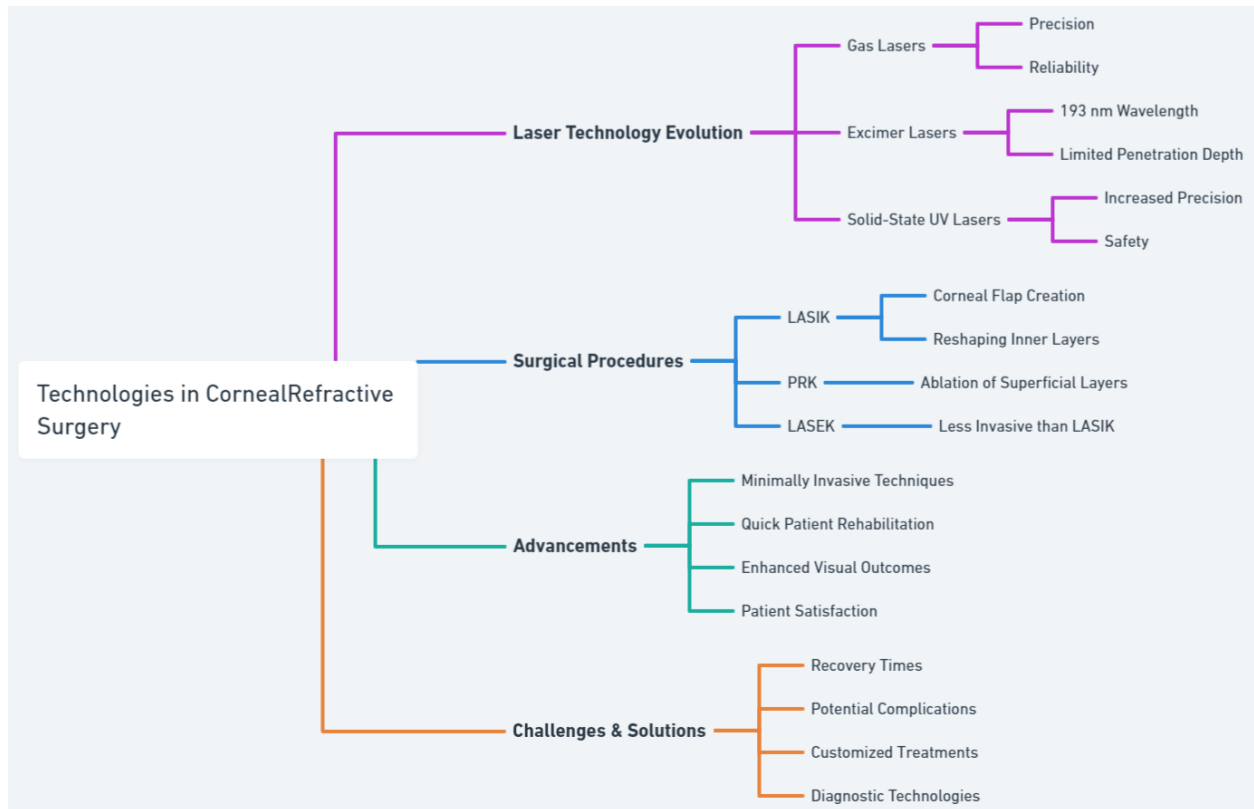 Technologies in CornealRefractive
Surgery
Laser Technology Evolution
Gas Lasers
Precision
Reliability
Excimer Lasers
193 nm Wavelength
Limited Penetration Depth
Solid-State UV Lasers
Increased Precision
Safety
Surgical Procedures
LASIK
Corneal Flap Creation
Reshaping Inner Layers
PRK
Ablation of Superficial Layers
LASEK
Less Invasive than LASIK
Advancements
Minimally Invasive Techniques
Quick Patient Rehabilitation
Enhanced Visual Outcomes
Patient Satisfaction
Challenges & Solutions
Recovery Times
Potential Complications
Customized Treatments
Diagnostic Technologies